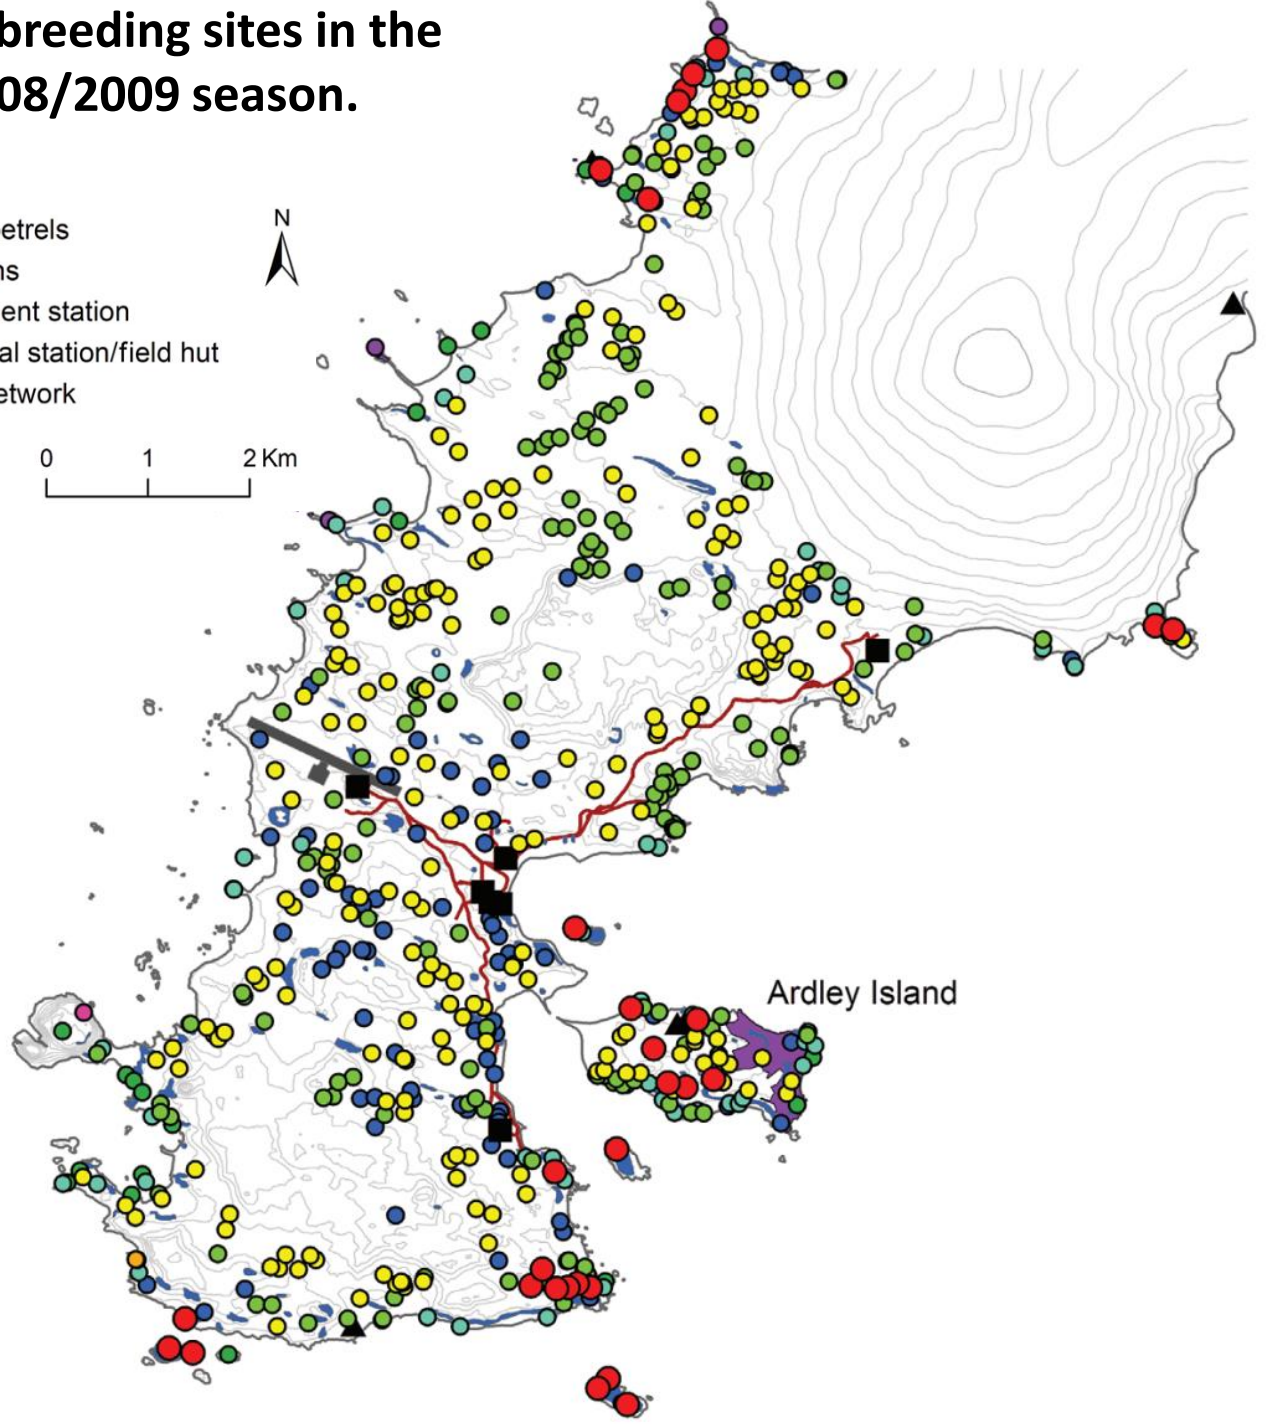 breeding sites in the
08/2009 season.
etrels
ns
ent station
al station/field hut
etwork
N
0 1 2 Km
Ardley Island